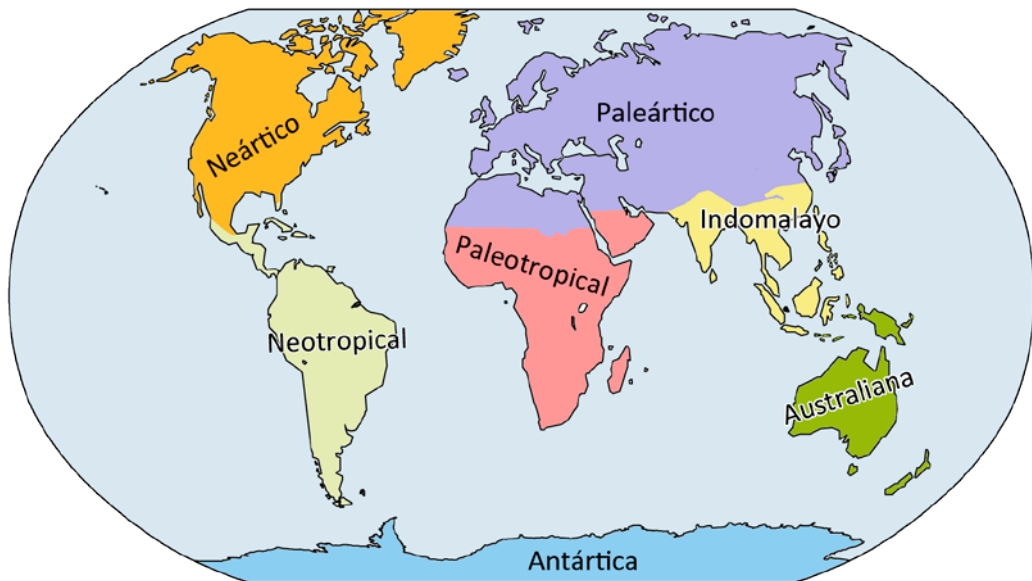 Neártico
Paleártico
Indomalayo
Paleotropical
Neotropical
Australiana
Antártica